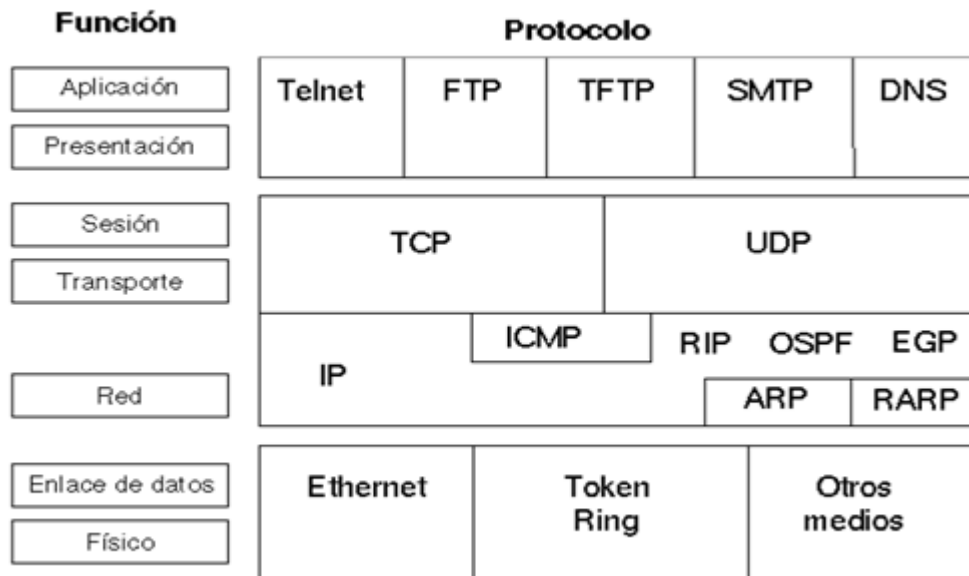 Función
Protocolo
Aplicación
Telnet FTP TFTP SMTP DNS
Presentación
Sesión
TCP UDP
Transporte
ICMP RIP OSPF EGP
IP
Red ARP RARP
Enlace de datos Ethernet Token Otros
Ring medios
Físico